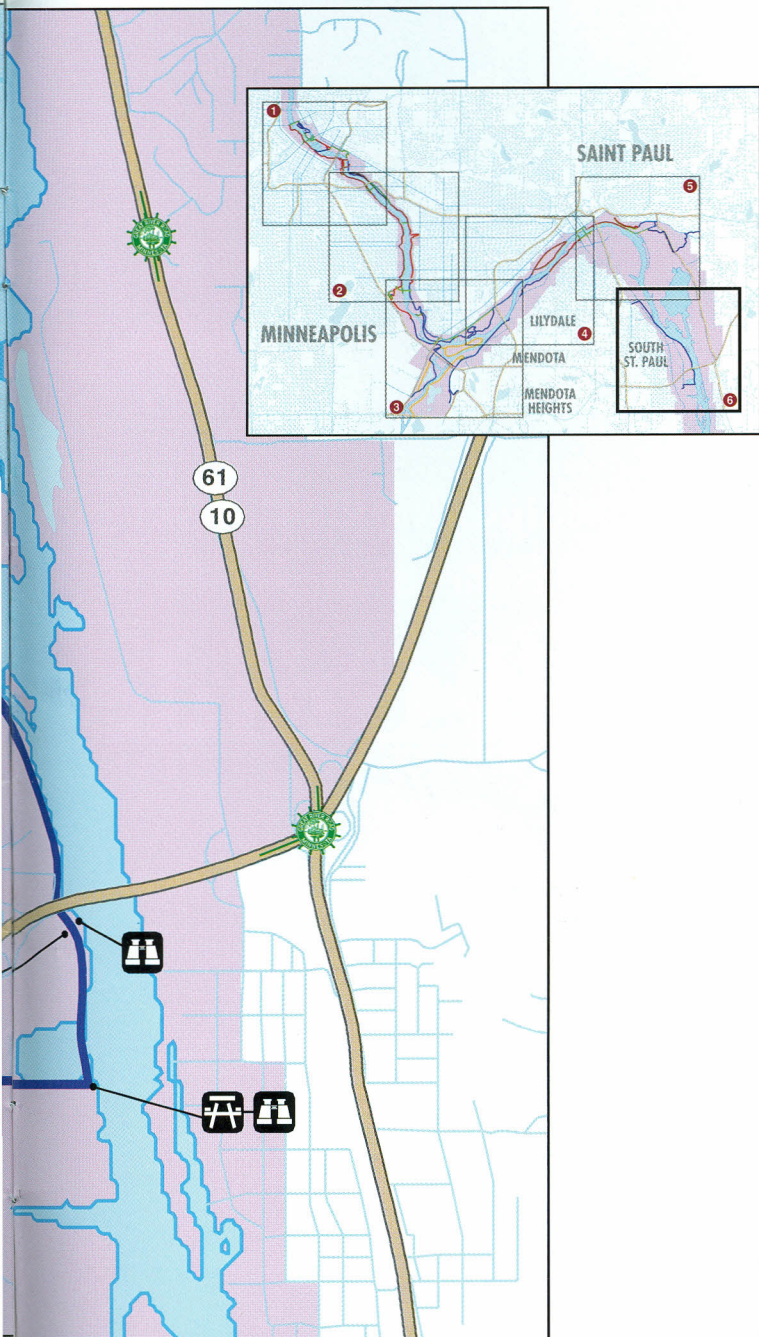 1
SAINT PAUL
5
2
MINNEAPOLIS
LILYDALE
4
SOUTH
ST. PAUL
MENDOTA
3
MENDOTA
HEIGHTS
6
61
10